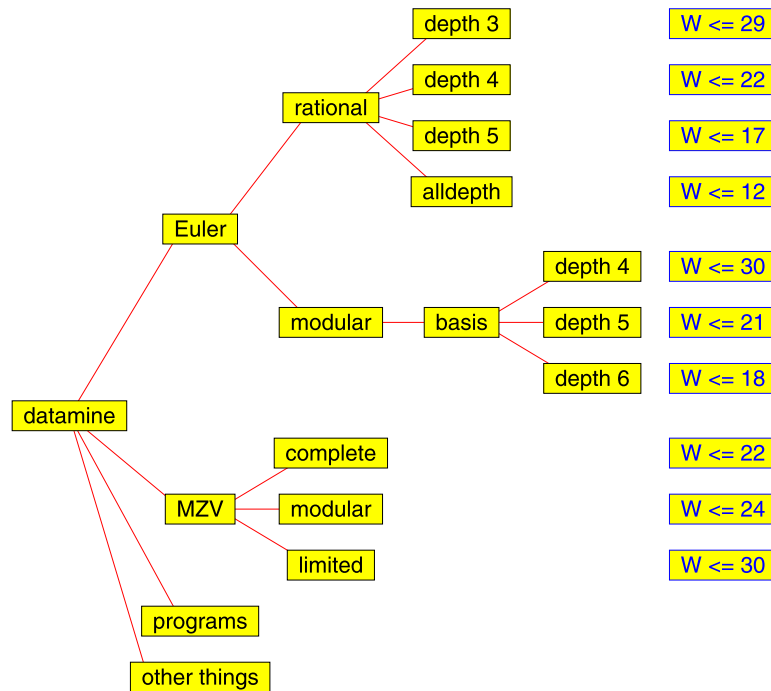 depth 3 W <= 29
depth 4 W <= 22
rational
depth 5 W <= 17
alldepth W <= 12
Euler
depth 4 W <= 30
modular basis depth 5 W <= 21
depth 6 W <= 18
datamine
complete W <= 22
MZV modular W <= 24
limited W <= 30
programs
other things